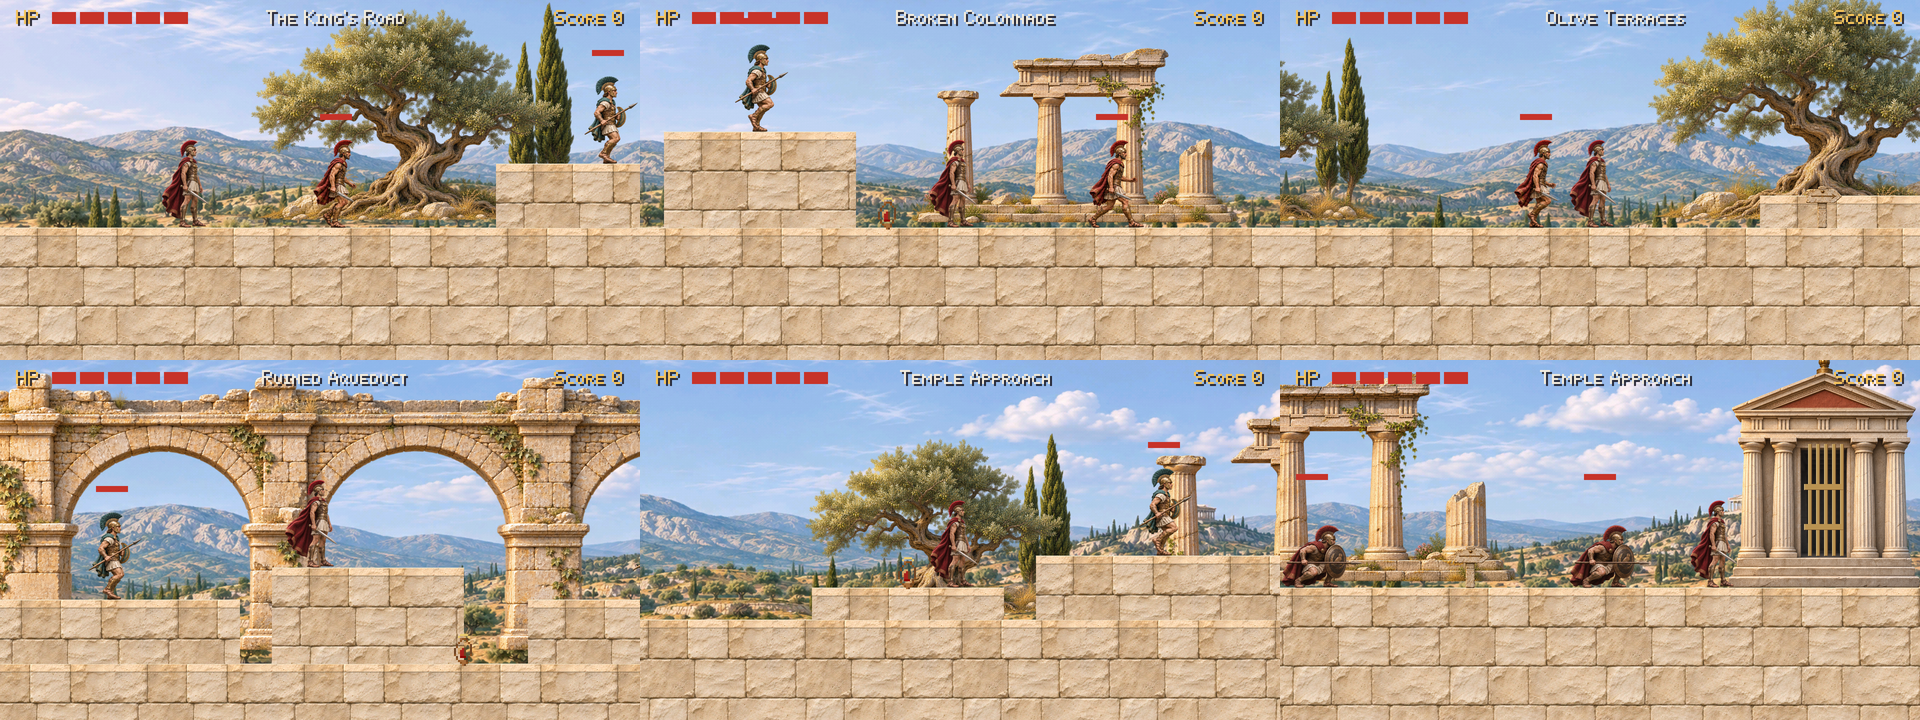 HP The King's Road Score 0
HP Broken Colonnade Score 0
HP Olive Terraces Score 0
HP Ruined Aqueduct Score 0
HP Temple Approach Score 0
HP Temple Approach Score 0